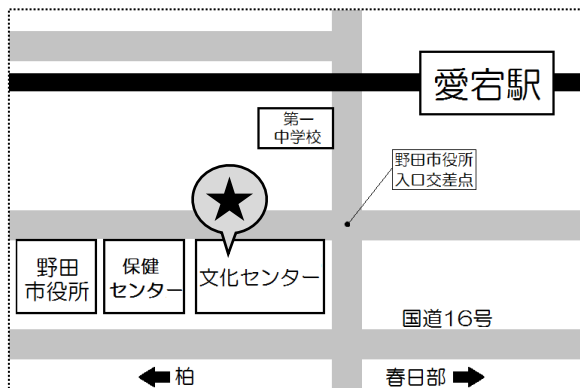 愛宕駅
第一
中学校
野田市役所
入口交差点
野田
市役所
保健
センター
文化センター
国道16号
柏
春日部